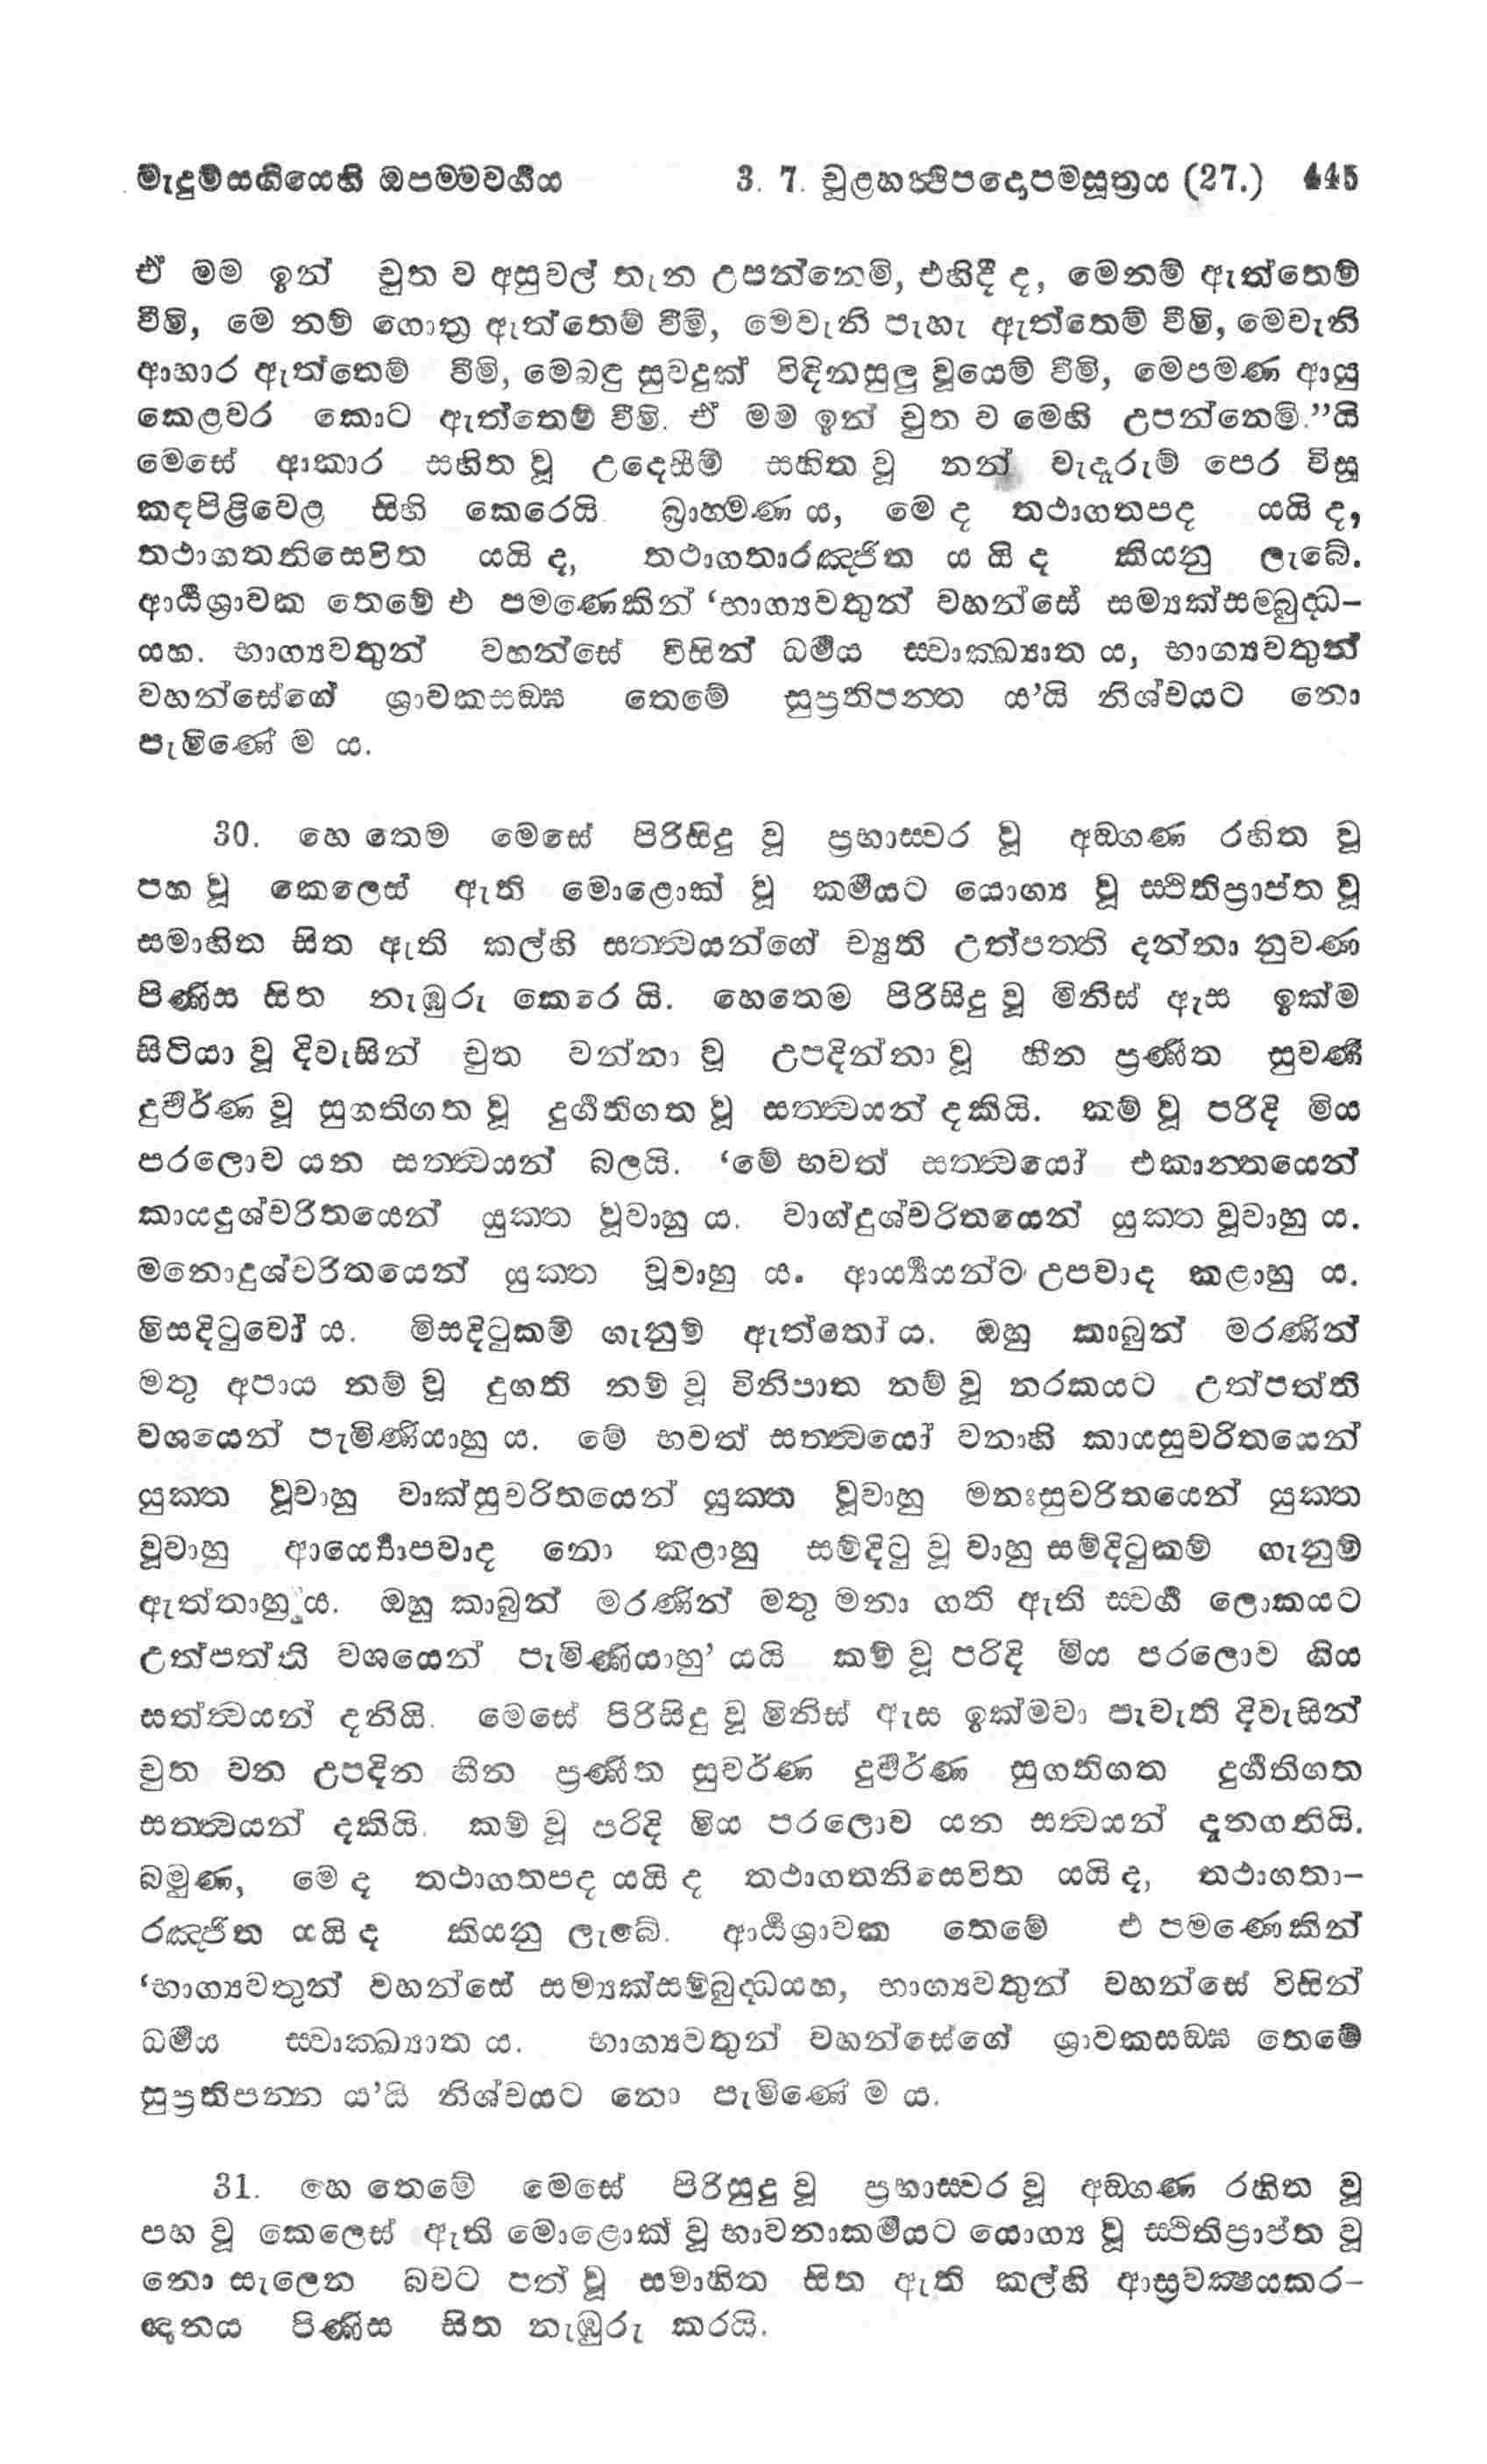 මැදුම්සඟියෙහි ඔපම්මවර්ගය 3. 7. චූළහත්‍ථිපදොපමසූත්‍රය (27.) 445
ඒ මම ඉන් චුත ව අසුවල් තැන උපන්නෙමි, එහිදී ද, මෙනම් ඇත්තෙම්
වීමි, මෙ නම් ගොත්‍ර ඇත්තෙම් වීමි, මෙවැනි පැහැ ඇත්තෙම් වීමි, මෙවැනි
ආහාර ඇත්තෙම් වීමි, මෙබඳු සුවදුක් විඳිනසුලු වූයෙම් වීමි, මෙපමණ ආයු
කෙළවර කොට ඇත්තෙම් වීමි. ඒ මම ඉන් චුත ව මෙහි උපන්නෙමි.”යි
මෙසේ ආකාර සහිත වූ උදෙසීම් සහිත වූ නන් වැදෑරුම් පෙර විසූ
කඳපිළිවෙළ සිහි කෙරෙයි. බ්‍රාහ්මණ ය, මෙ ද තථාගතපද යයි ද,
තථාගතනිසෙවිත යයි ද, තථාගතාරඤ්ජිත ය යි ද කියනු ලැබේ.
ආර්‍ය්‍යශ්‍රාවක තෙමේ එ පමණෙකින් ‘භාග්‍යවතුන් වහන්සේ සම්‍යක්සම්බුද්ධ–
යහ. භාග්‍යවතුන් වහන්සේ විසින් ධර්මය ස්වාක්ඛ්‍යාත ය, භාග්‍යවතුන්
වහන්සේගේ ශ්‍රාවකසඞ්ඝ තෙමේ සුප්‍රතිපන්න ය’යි නිශ්චයට නො
පැමිණේ ම ය.
30. හෙ තෙම මෙසේ පිරිසිදු වූ ප්‍රභාස්වර වූ අඞ්ගණ රහිත වූ
පහ වූ කෙලෙස් ඇති මොළොක් වූ කර්මයට යොග්‍ය වූ ස්ථිතිප්‍රාප්ත වූ
සමාහිත සිත ඇති කල්හි සත්ත්‍වයන්ගේ ච්‍යුති උත්පත්ති දන්නා නුවණ
පිණිස සිත නැඹුරු කෙරෙ යි. හෙතෙම පිරිසිදු වූ මිනිස් ඇස ඉක්ම
සිටියා වූ දිවැසින් චුත වන්නා වූ උපදින්නා වූ හීන ප්‍රණීත සුවර්ණ
දුර්වර්ණ වූ සුගතිගත වූ දුර්ගතිගත වූ සත්ත්‍වයන් දකියි. කම් වූ පරිදි මිය
පරලොව යන සත්ත්‍වයන් බලයි. ‘මේ භවත් සත්ත්‍වයෝ එකාන්තයෙන්
කායදුශ්චරිතයෙන් යුක්ත වූවාහු ය. වාග්දුශ්චරිතයෙන් යුක්ත වූවාහු ය.
මනොදුශ්චරිතයෙන් යුක්ත වූවාහු ය. ආර්‍ය්‍යයන්ට උපවාද කළාහු ය.
මිසදිටුවෝ ය. මිසදිටුකම් ගැනුම් ඇත්තෝ ය. ඔහු කාබුන් මරණින්
මතු අපාය නම් වූ දුගති නම් වූ විනිපාත නම් වූ නරකයට උත්පත්ති
වශයෙන් පැමිණියාහු ය. මේ භවත් සත්ත්‍වයෝ වනාහි කායසුචරිතයෙන්
යුක්ත වූවාහු වාක්සුචරිතයෙන් යුක්ත වූවාහු මනඃසුචරිතයෙන් යුක්ත
වූවාහු ආර්‍ය්‍යොපවාද නො කළාහු සම්දිටු වූ වාහු සම්දිටුකම් ගැනුම්
ඇත්තාහු ය. ඔහු කාබුන් මරණින් මතු මනා ගති ඇති ස්වර්ග ලොකයට
උත්පත්ති වශයෙන් පැමිණියාහු’ යයි කම් වූ පරිදි මිය පරලොව ගිය
සත්ත්‍වයන් දනියි. මෙසේ පිරිසිදු වූ මිනිස් ඇස ඉක්මවා පැවැති දිවැසින්
චුත වන උපදින හීන ප්‍රණීත සුවර්ණ දුර්වර්ණ සුගතිගත දුර්ගතිගත
සත්ත්‍වයන් දකියි. කම් වූ පරිදි මිය පරලොව යන සත්‍වයන් දැනගනියි.
බමුණ, මෙ ද තථාගතපද යයි ද තථාගතනිසෙවිත යයි ද, තථාගතා–
රඤ්ජිත යයි ද කියනු ලැබේ. ආර්‍ය්‍යශ්‍රාවක තෙමේ එ පමණෙකින්
‘භාග්‍යවතුන් වහන්සේ සම්‍යක්සම්බුද්ධයහ, භාග්‍යවතුන් වහන්සේ විසින්
ධර්මය ස්වාක්ඛ්‍යාත ය. භාග්‍යවතුන් වහන්සේගේ ශ්‍රාවකසඞ්ඝ තෙමේ
සුප්‍රතිපන්න ය’යි නිශ්චයට නො පැමිණේ ම ය.
31. හෙ තෙමේ මෙසේ පිරිසුදු වූ ප්‍රභාස්වර වූ අඞ්ගණ රහිත වූ
පහ වූ කෙලෙස් ඇති මොළොක් වූ භාවනාකර්මයට යොග්‍ය වූ ස්ථිතිප්‍රාප්ත වූ
නො සැලෙන බවට පත් වූ සමාහිත සිත ඇති කල්හි ආස්‍රවක්‍ෂයකර–
ඥානය පිණිස සිත නැඹුරු කරයි.